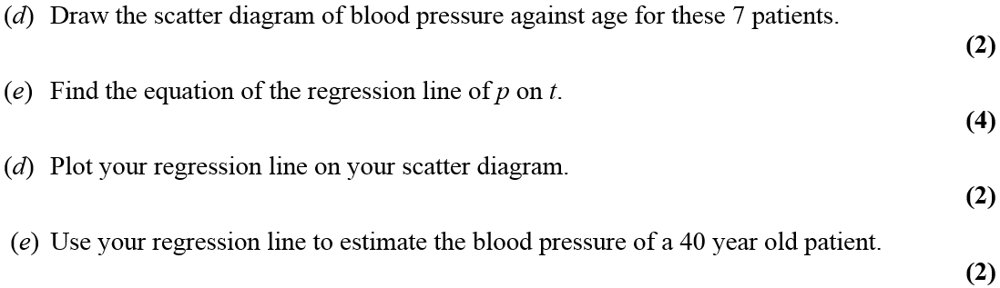 (d) Draw the scatter diagram of blood pressure against age for these 7 patients.
(2)
(e) Find the equation of the regression line of p on t.
(4)
(d) Plot your regression line on your scatter diagram.
(2)
(e) Use your regression line to estimate the blood pressure of a 40 year old patient.
(2)